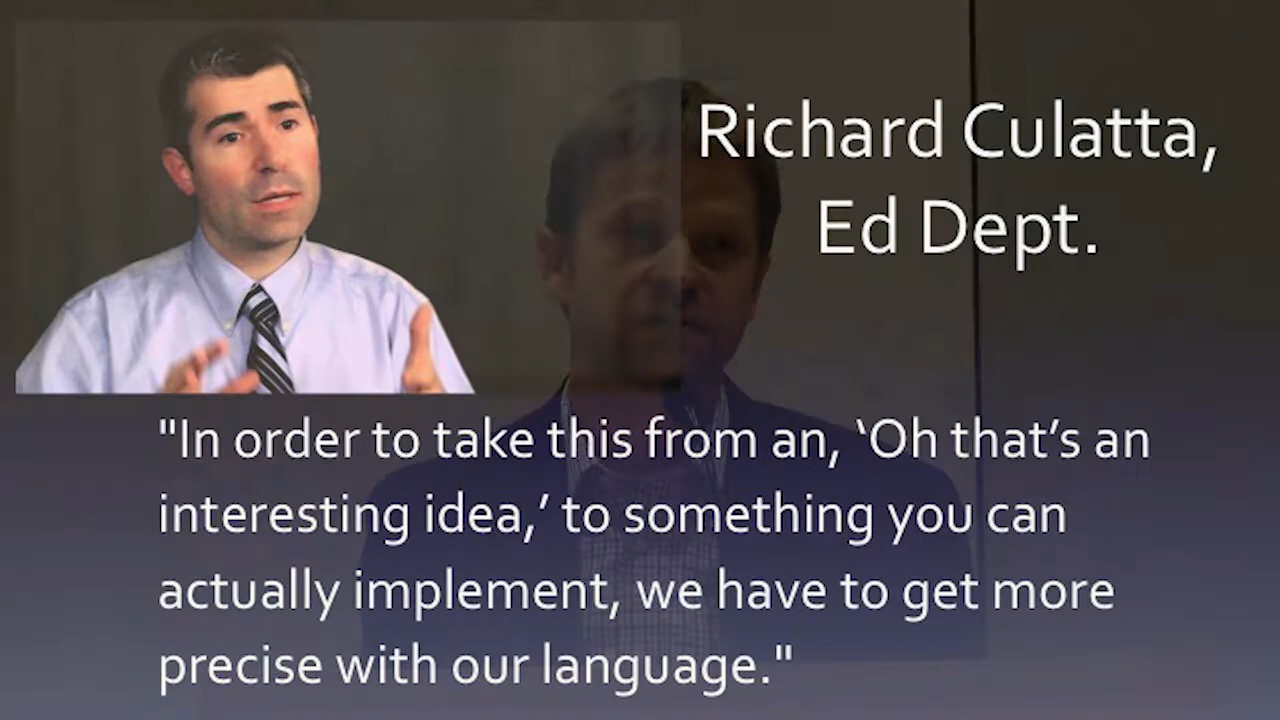 Richard Culatta,
Ed Dept.
"In order to take this from an, ‘Oh that’s an
interesting idea,’ to something you can
actually implement, we have to get more
precise with our language."